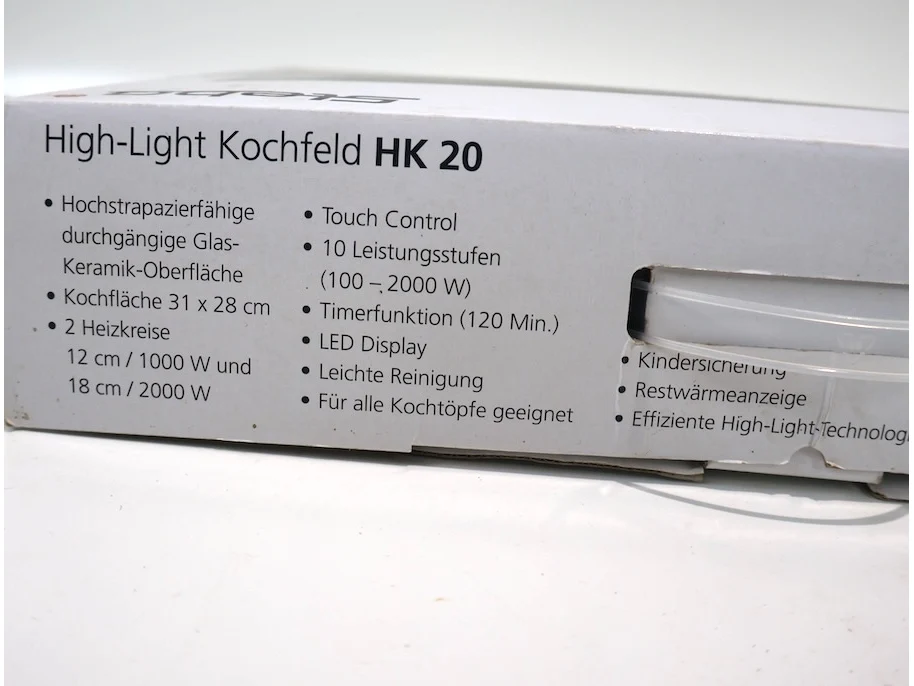 Steba
High-Light Kochfeld HK 20
• Hochstrapazierfähige
durchgängige Glas-
Keramik-Oberfläche
• Kochfläche 31 x 28 cm
• 2 Heizkreise
12 cm / 1000 W und
18 cm / 2000 W
• Touch Control
• 10 Leistungsstufen
(100 – 2000 W)
• Timerfunktion (120 Min.)
• LED Display
• Leichte Reinigung
• Für alle Kochtöpfe geeignet
• Kindersicherung
• Restwärmeanzeige
• Effiziente High-Light-Technologi